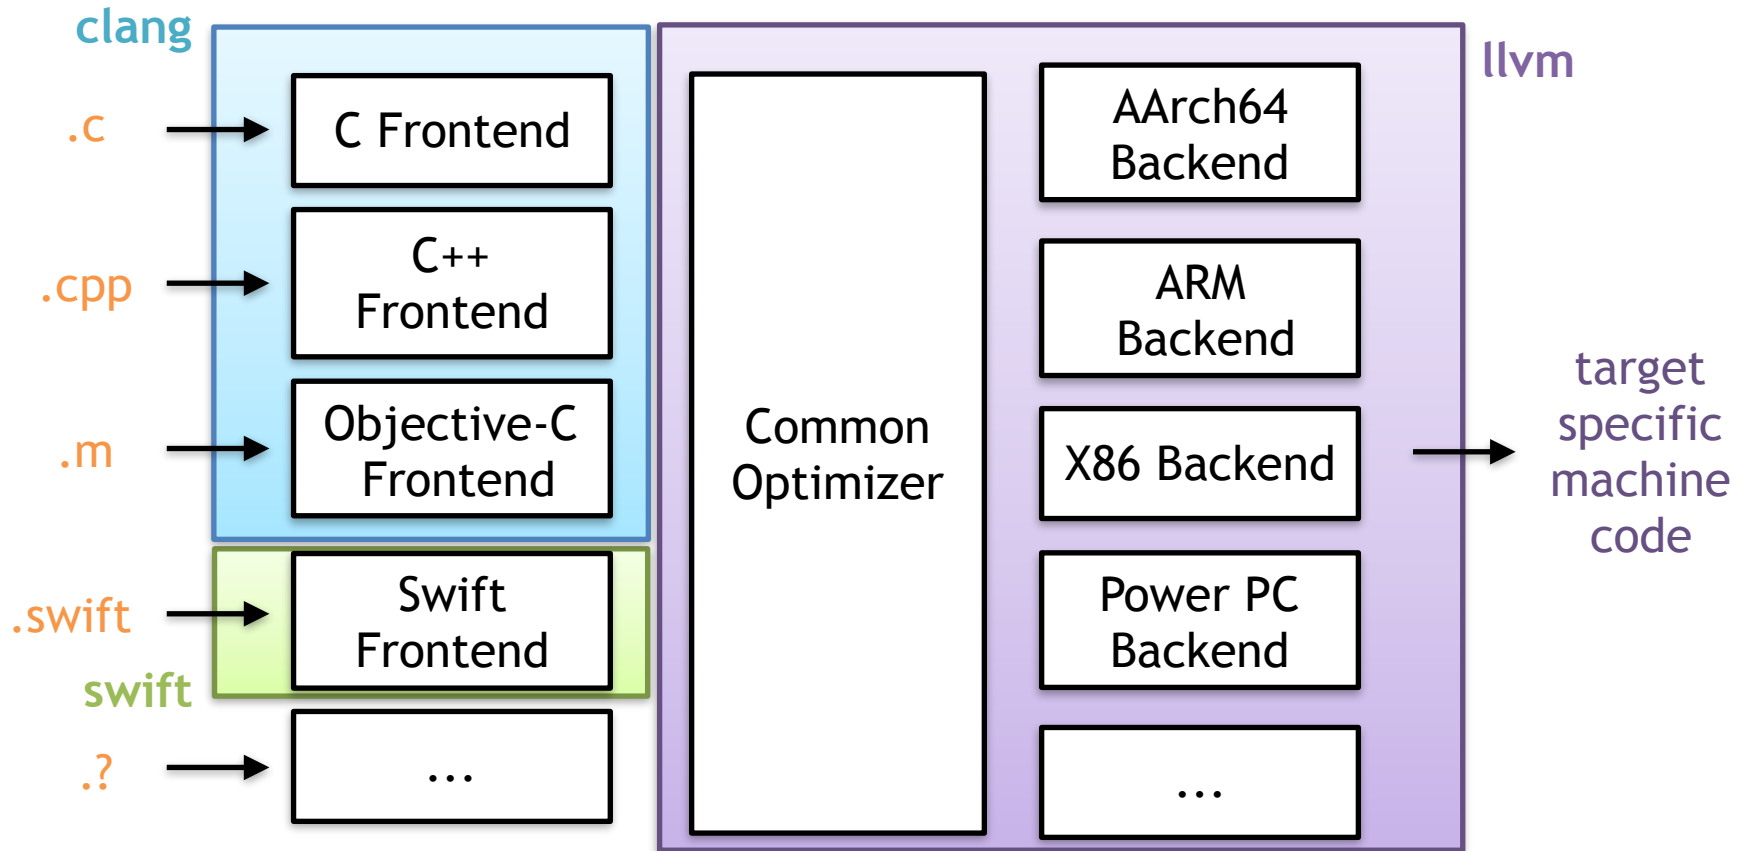 clang
.c
C Frontend
.cpp
C++
Frontend
.m
Objective-C
Frontend
.swift
Swift
Frontend
swift
.?
...
llvm
Common
Optimizer
AArch64
Backend
ARM
Backend
X86 Backend
Power PC
Backend
...
target
specific
machine
code